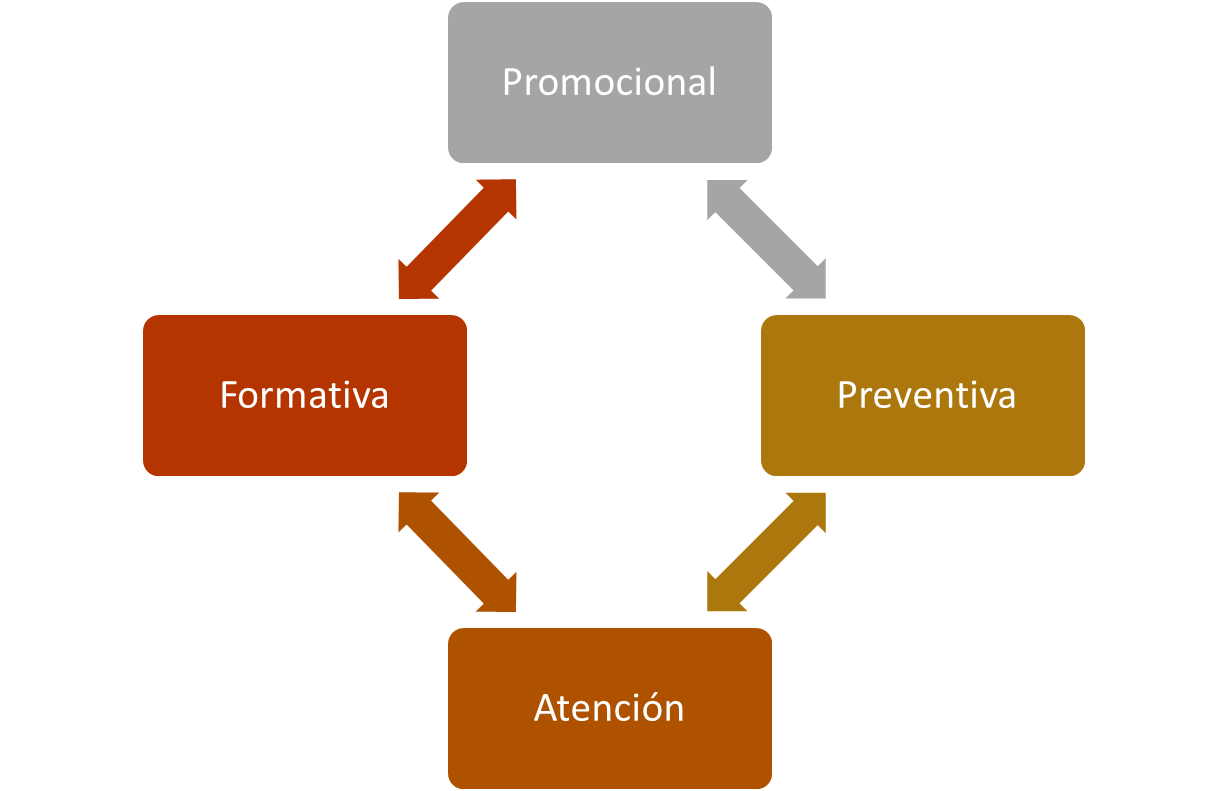 Promocional
Formativa
Preventiva
Atención